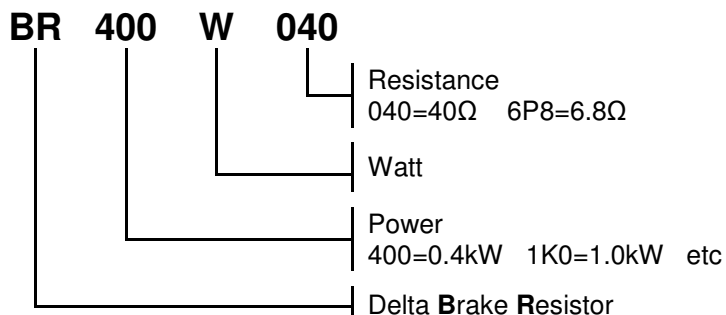 BR 400 W 040
Resistance
040=40Ω 6P8=6.8Ω
Watt
Power
400=0.4kW 1K0=1.0kW etc
Delta Brake Resistor